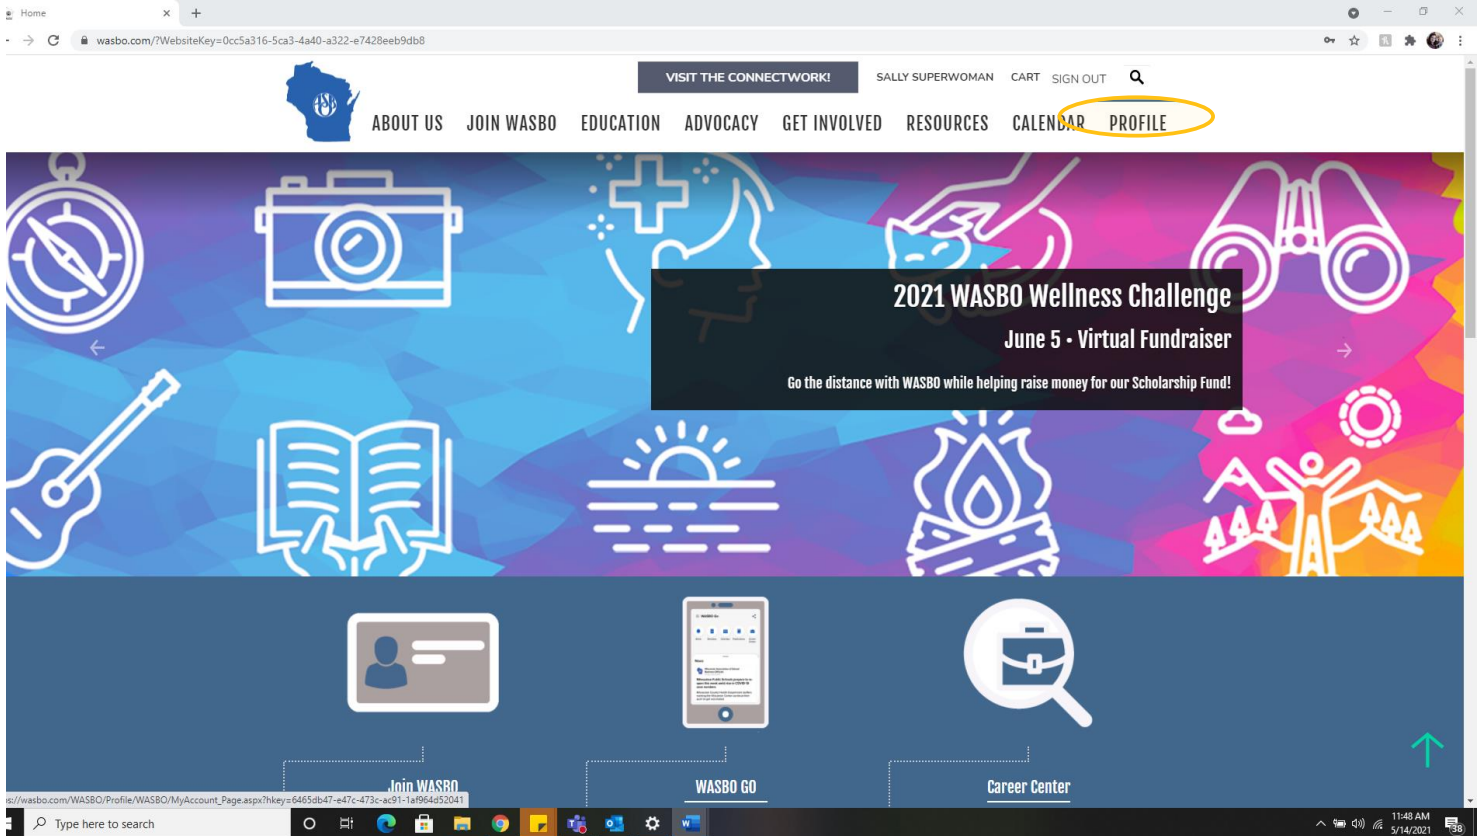 Home
wasbo.com/?WebsiteKey=0cc5a316-5ca3-4a40-a322-e7428eeb9db8
VISIT THE CONNECTWORK!
SALLY SUPERWOMAN
CART
SIGN OUT
ABOUT US
JOIN WASBO
EDUCATION
ADVOCACY
GET INVOLVED
RESOURCES
CALENDAR
PROFILE
2021 WASBO Wellness Challenge
June 5 • Virtual Fundraiser
Go the distance with WASBO while helping raise money for our Scholarship Fund!
WASBO Go
News
Join WASBO
WASBO GO
Career Center
wasbo.com/WASBO/Profile/WASBO/MyAccount_Page.aspx?hkey=6465db47-e47c-473c-ac91-1af964d52041
Type here to search
11:48 AM
5/14/2021
38